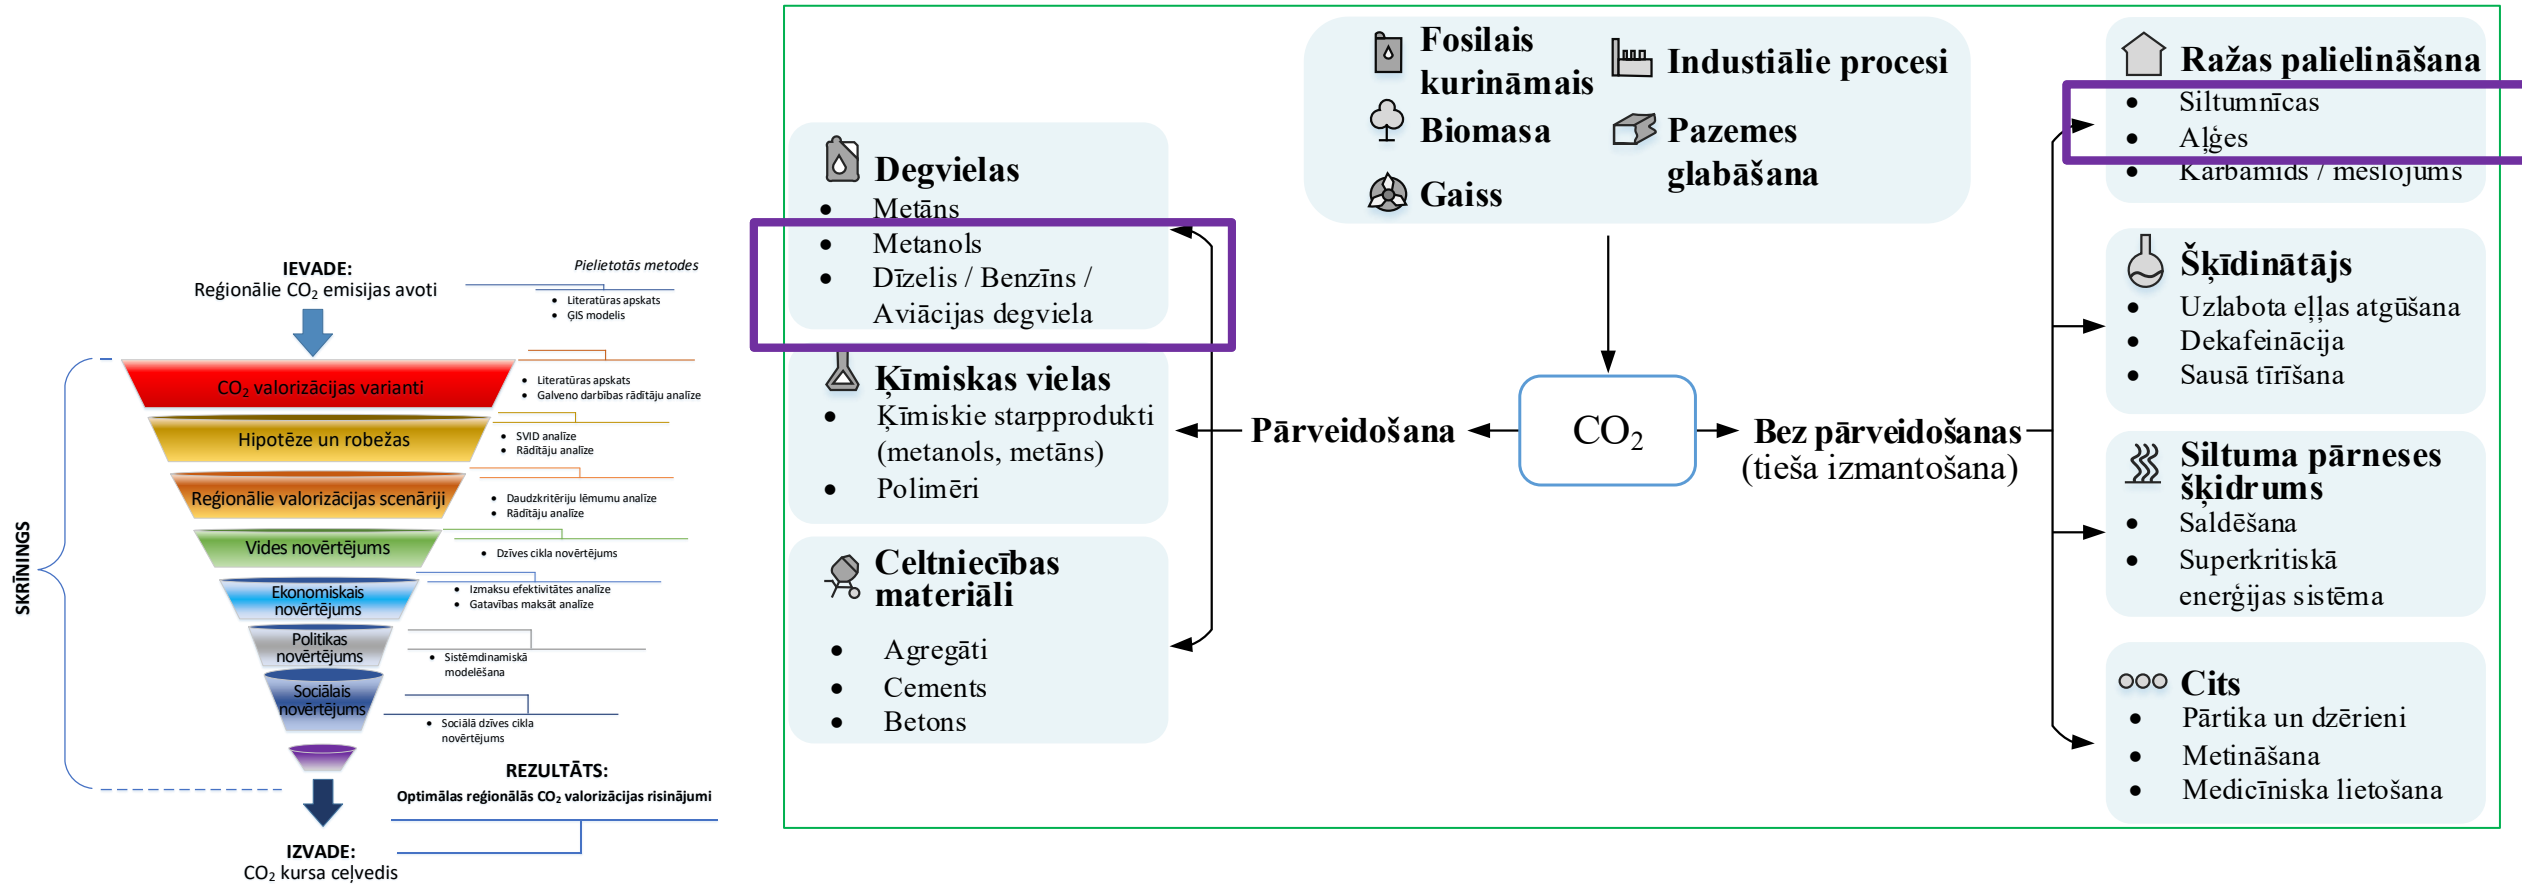 IEVADE:
Reģionālie CO₂ emisijas avoti
Pielietotās metodes
• Literatūras apskats
• ĢIS modelis
SKRĪNINGS
CO₂ valorizācijas varianti
• Literatūras apskats
• Galveno darbības rādītāju analīze
Hipotēze un robežas
• SVID analīze
• Rādītāju analīze
Reģionālie valorizācijas scenāriji
• Daudzkritēriju lēmumu analīze
• Rādītāju analīze
Vides novērtējums
• Dzīves cikla novērtējums
Ekonomiskais
novērtējums
• Izmaksu efektivitātes analīze
• Gatavības maksāt analīze
Politikas
novērtējums
• Sistēmdinamiskā
modelēšana
Sociālais
novērtējums
• Sociālā dzīves cikla
novērtējums
REZULTĀTS:
Optimālas reģionālās CO₂ valorizācijas risinājumi
IZVADE:
CO₂ kursa ceļvedis
Fosilais
kurināmais
Industiālie procesi
Biomasa
Pazemes
glabāšana
Gaiss
Degvielas
• Metāns
• Metanols
• Dīzelis / Benzīns /
Aviācijas degviela
Ķīmiskas vielas
• Ķīmiskie starpprodukti
(metanols, metāns)
• Polimēri
Celtniecības
materiāli
• Agregāti
• Cements
• Betons
Pārveidošana
CO₂
Bez pārveidošanas
(tieša izmantošana)
Ražas palielināšana
• Siltumnīcas
• Aļģes
• Karbamīds / mēslojums
Šķīdinātājs
• Uzlabota eļļas atgūšana
• Dekafeinācija
• Sausā tīrīšana
Siltuma pārneses
šķidrums
• Saldēšana
• Superkritiskā
enerģijas sistēma
Cits
• Pārtika un dzērieni
• Metināšana
• Medicīniska lietošana